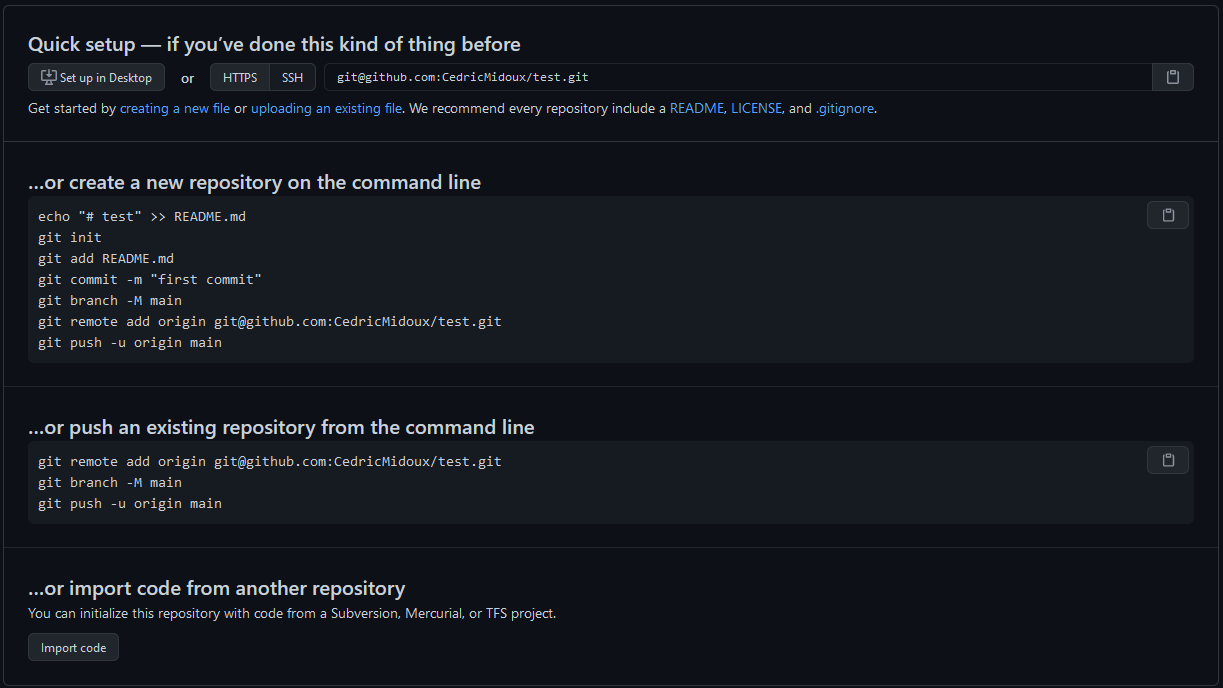 Quick setup — if you’ve done this kind of thing before
Set up in Desktop or HTTPS SSH git@github.com:CedricMidoux/test.git
Get started by creating a new file or uploading an existing file. We recommend every repository include a README, LICENSE, and .gitignore.
…or create a new repository on the command line
echo "# test" >> README.md
git init
git add README.md
git commit -m "first commit"
git branch -M main
git remote add origin git@github.com:CedricMidoux/test.git
git push -u origin main
…or push an existing repository from the command line
git remote add origin git@github.com:CedricMidoux/test.git
git branch -M main
git push -u origin main
…or import code from another repository
You can initialize this repository with code from a Subversion, Mercurial, or TFS project.
Import code